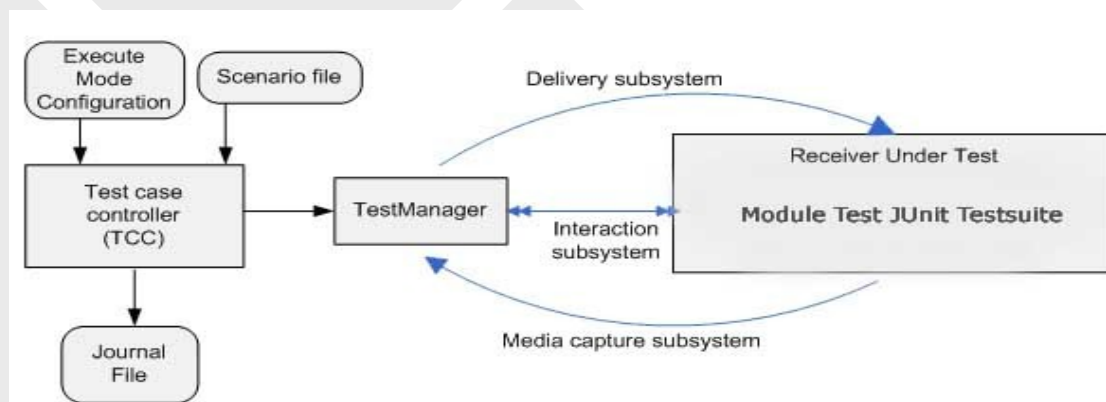 Execute
Mode
Configuration
Scenario file
Delivery subsystem
Test case
controller
(TCC)
TestManager
Interaction
subsystem
Receiver Under Test
Module Test JUnit Testsuite
Media capture subsystem
Journal
File